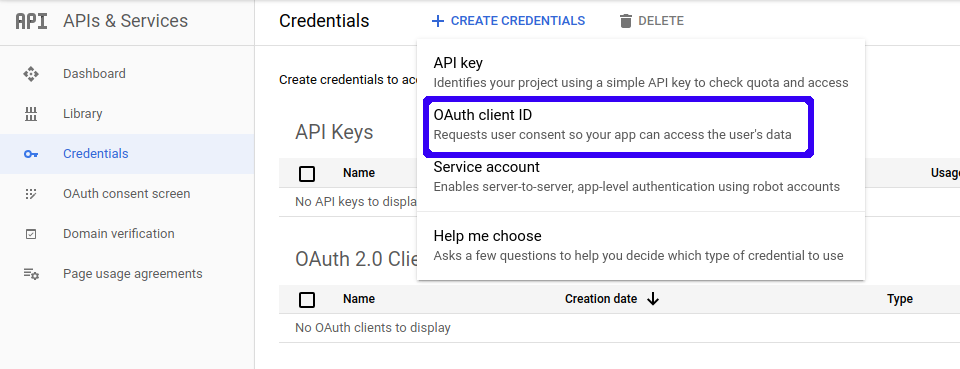 API APIs & Services
Dashboard
Library
Credentials
OAuth consent screen
Domain verification
Page usage agreements
Credentials
+ CREATE CREDENTIALS
DELETE
Create credentials to acc
API key
Identifies your project using a simple API key to check quota and access
OAuth client ID
Requests user consent so your app can access the user's data
Service account
Enables server-to-server, app-level authentication using robot accounts
Help me choose
Asks a few questions to help you decide which type of credential to use
API Keys
Name
Usage
No API keys to displa
OAuth 2.0 Clie
Name Creation date Type
No OAuth clients to display